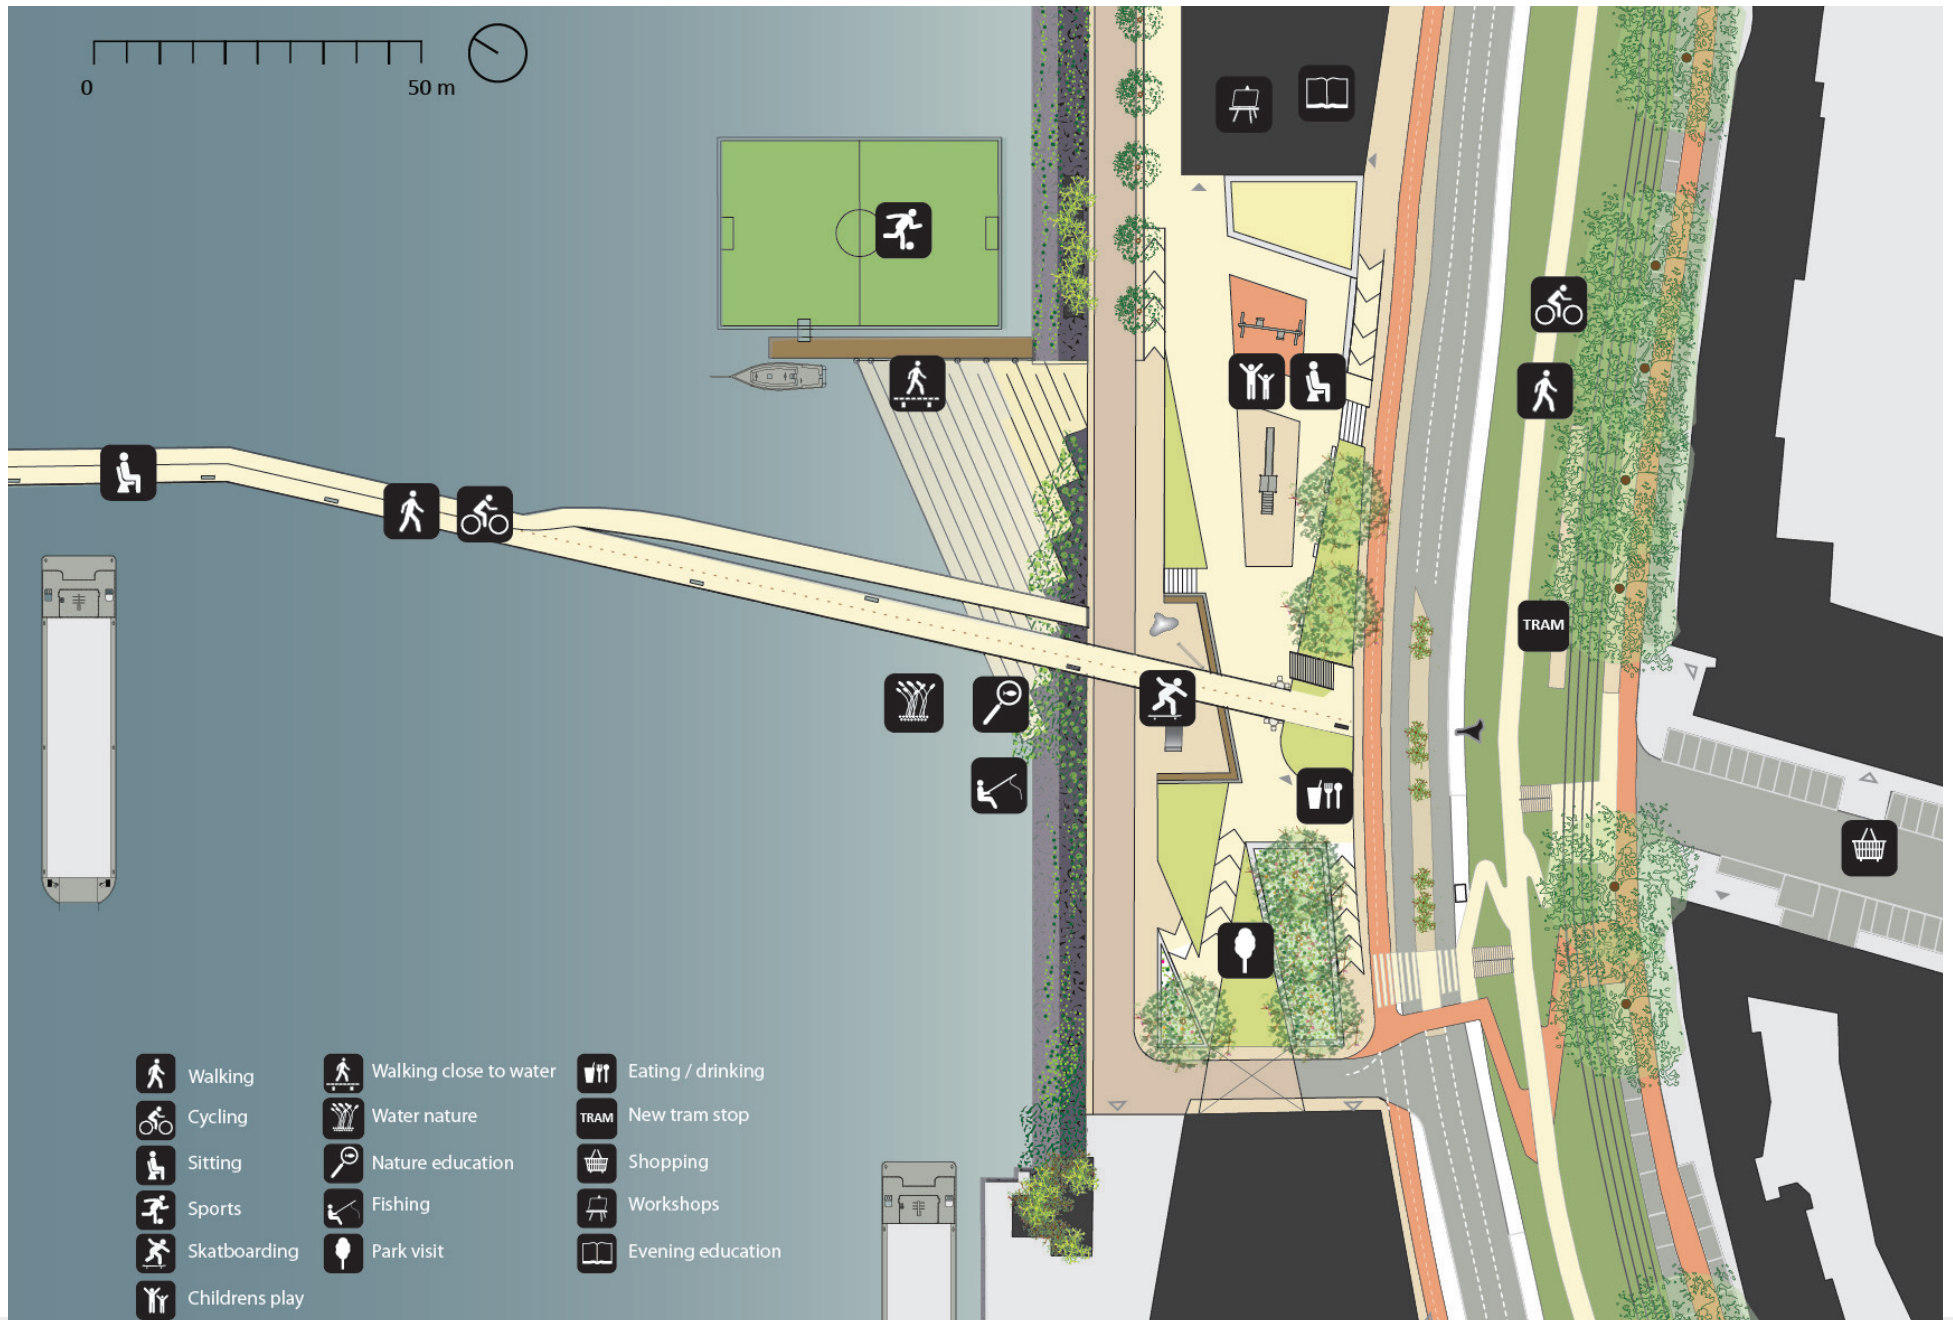 0
50 m
TRAM
Walking
Cycling
Sitting
Sports
Skatboarding
Childrens play
Walking close to water
Water nature
Nature education
Fishing
Park visit
Eating / drinking
TRAM New tram stop
Shopping
Workshops
Evening education